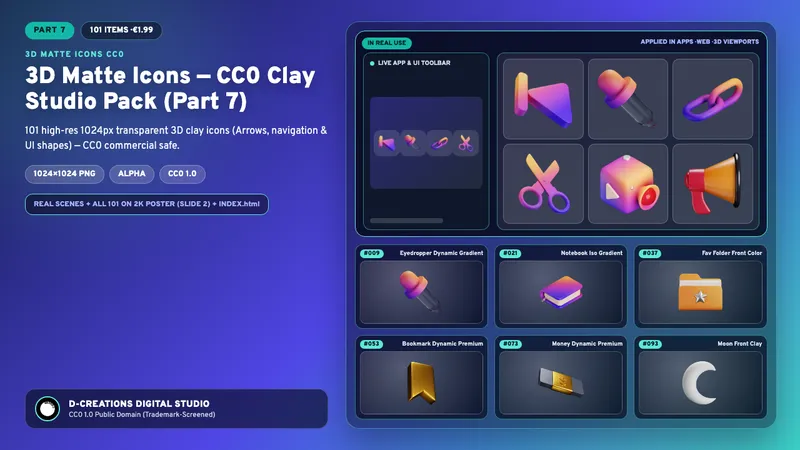 PART 7
101 ITEMS ·€1.99
3D MATTE ICONS CC0
3D Matte Icons — CC0 Clay
Studio Pack (Part 7)
101 high-res 1024px transparent 3D clay icons (Arrows, navigation &
UI shapes) — CC0 commercial safe.
1024×1024 PNG
ALPHA
CC0 1.0
REAL SCENES + ALL 101 ON 2K POSTER (SLIDE 2) + INDEX.html
D-CREATIONS DIGITAL STUDIO
CC0 1.0 Public Domain (Trademark-Screened)
IN REAL USE
APPLIED IN APPS ·WEB ·3D VIEWPORTS
LIVE APP & UI TOOLBAR
#009
Eyedropper Dynamic Gradient
#021
Notebook Iso Gradient
#037
Fav Folder Front Color
#053
Bookmark Dynamic Premium
#073
Money Dynamic Premium
#093
Moon Front Clay